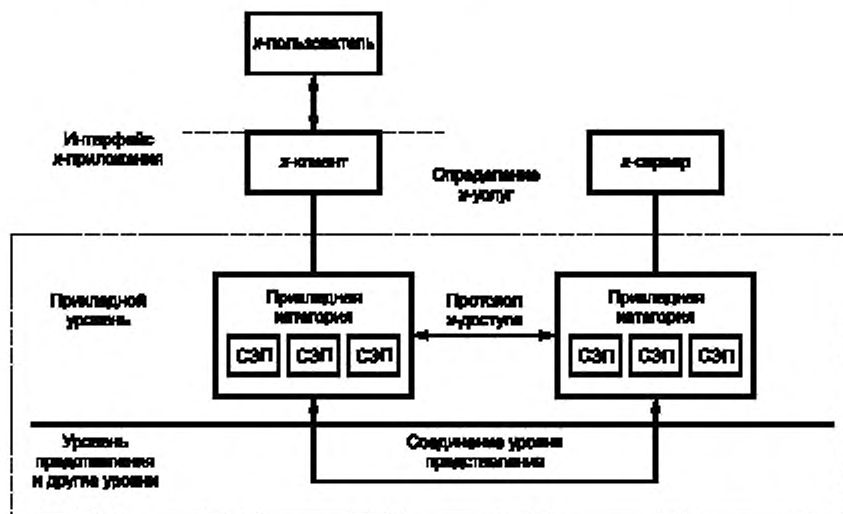 х-пользователь
Интерфейс
х-приложения
х-клиент
х-сервер
Определение
х-услуг
Прикладной
уровень
Прикладная
категория
СЭП СЭП СЭП
Протокол
х-доступа
Прикладная
категория
СЭП СЭП СЭП
Уровень
представления
и другие уровни
Соединение уровня
представления